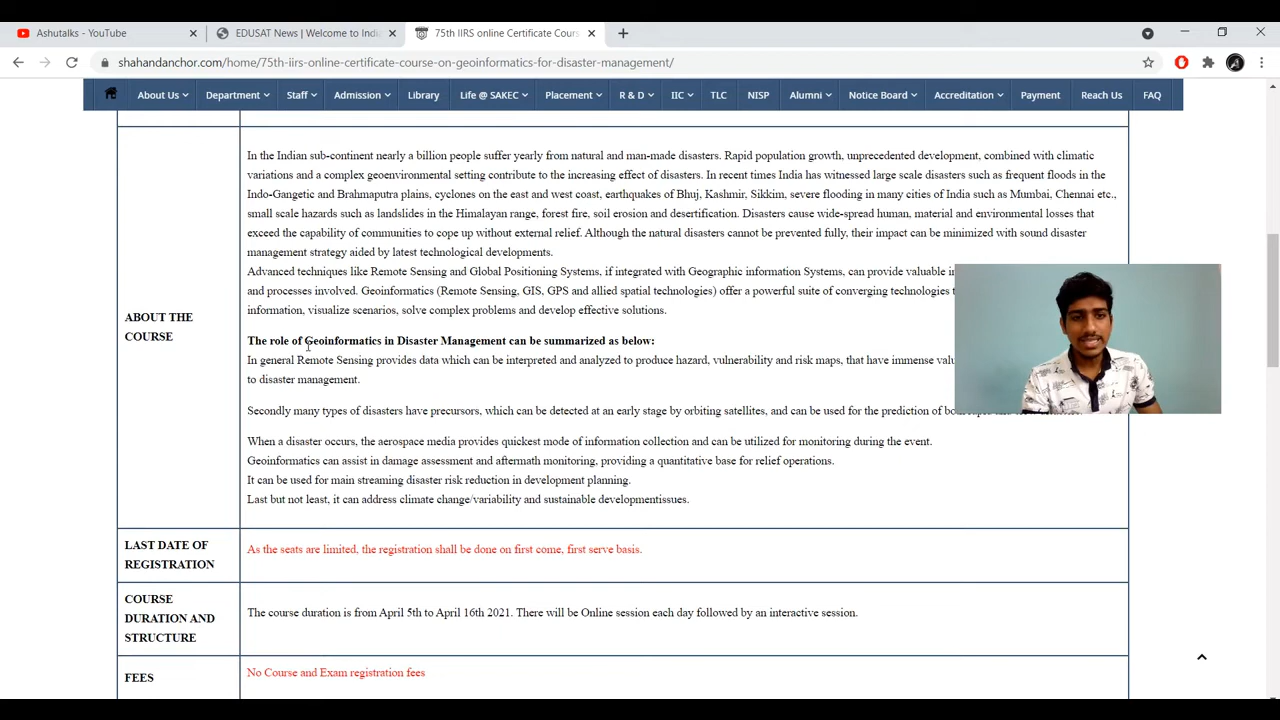 Ashutalks - YouTube
EDUSAT News | Welcome to Indi
75th IIRS online Certificate Cours
shahandanchor.com/home/75th-iirs-online-certificate-course-on-geoinformatics-for-disaster-management/
About Us Department Staff Admission Library Life @ SAKEC Placement R & D IIC TLC NISP Alumni Notice Board Accreditation Payment Reach Us FAQ
ABOUT THE
COURSE
In the Indian sub-continent nearly a billion people suffer yearly from natural and man-made disasters. Rapid population growth, unprecedented development, combined with climatic
variations and a complex geoenvironmental setting contribute to the increasing effect of disasters. In recent times India has witnessed large scale disasters such as frequent floods in the
Indo-Gangetic and Brahmaputra plains, cyclones on the east and west coast, earthquakes of Bhuj, Kashmir, Sikkim, severe flooding in many cities of India such as Mumbai, Chennai etc.,
small scale hazards such as landslides in the Himalayan range, forest fire, soil erosion and desertification. Disasters cause wide-spread human, material and environmental losses that
exceed the capability of communities to cope up without external relief. Although the natural disasters cannot be prevented fully, their impact can be minimized with sound disaster
management strategy aided by latest technological developments.
Advanced techniques like Remote Sensing and Global Positioning Systems, if integrated with Geographic information Systems, can provide valuable
and processes involved. Geoinformatics (Remote Sensing, GIS, GPS and allied spatial technologies) offer a powerful suite of converging technologies
information, visualize scenarios, solve complex problems and develop effective solutions.
The role of Geoinformatics in Disaster Management can be summarized as below:
In general Remote Sensing provides data which can be interpreted and analyzed to produce hazard, vulnerability and risk maps, that have immense
to disaster management.
Secondly many types of disasters have precursors, which can be detected at an early stage by orbiting satellites, and can be used for the prediction of
When a disaster occurs, the aerospace media provides quickest mode of information collection and can be utilized for monitoring during the event.
Geoinformatics can assist in damage assessment and aftermath monitoring, providing a quantitative base for relief operations.
It can be used for main streaming disaster risk reduction in development planning.
Last but not least, it can address climate change/variability and sustainable developmentissues.
LAST DATE OF
REGISTRATION
As the seats are limited, the registration shall be done on first come, first serve basis.
COURSE
DURATION AND
STRUCTURE
The course duration is from April 5th to April 16th 2021. There will be Online session each day followed by an interactive session.
FEES
No Course and Exam registration fees